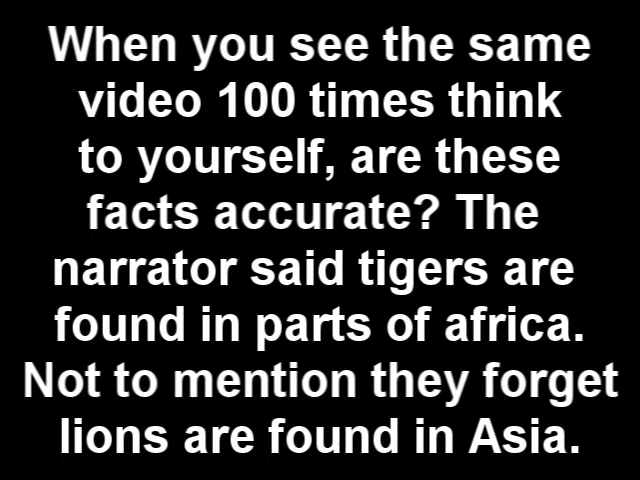 When you see the same
video 100 times think
to yourself, are these
facts accurate? The
narrator said tigers are
found in parts of africa.
Not to mention they forget
lions are found in Asia.